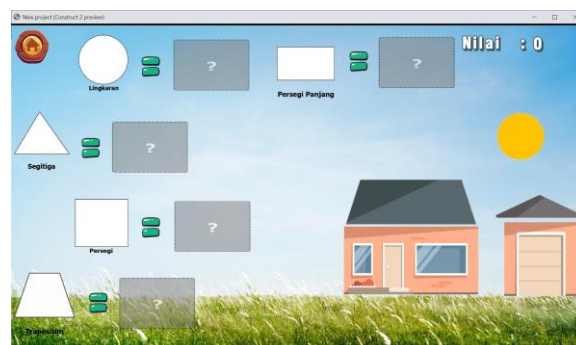 New project (Construct 2 preview)
Nilai : 0
?
?
Lingkaran
Persegi Panjang
?
Segitiga
?
Persegi
?
Trapesium